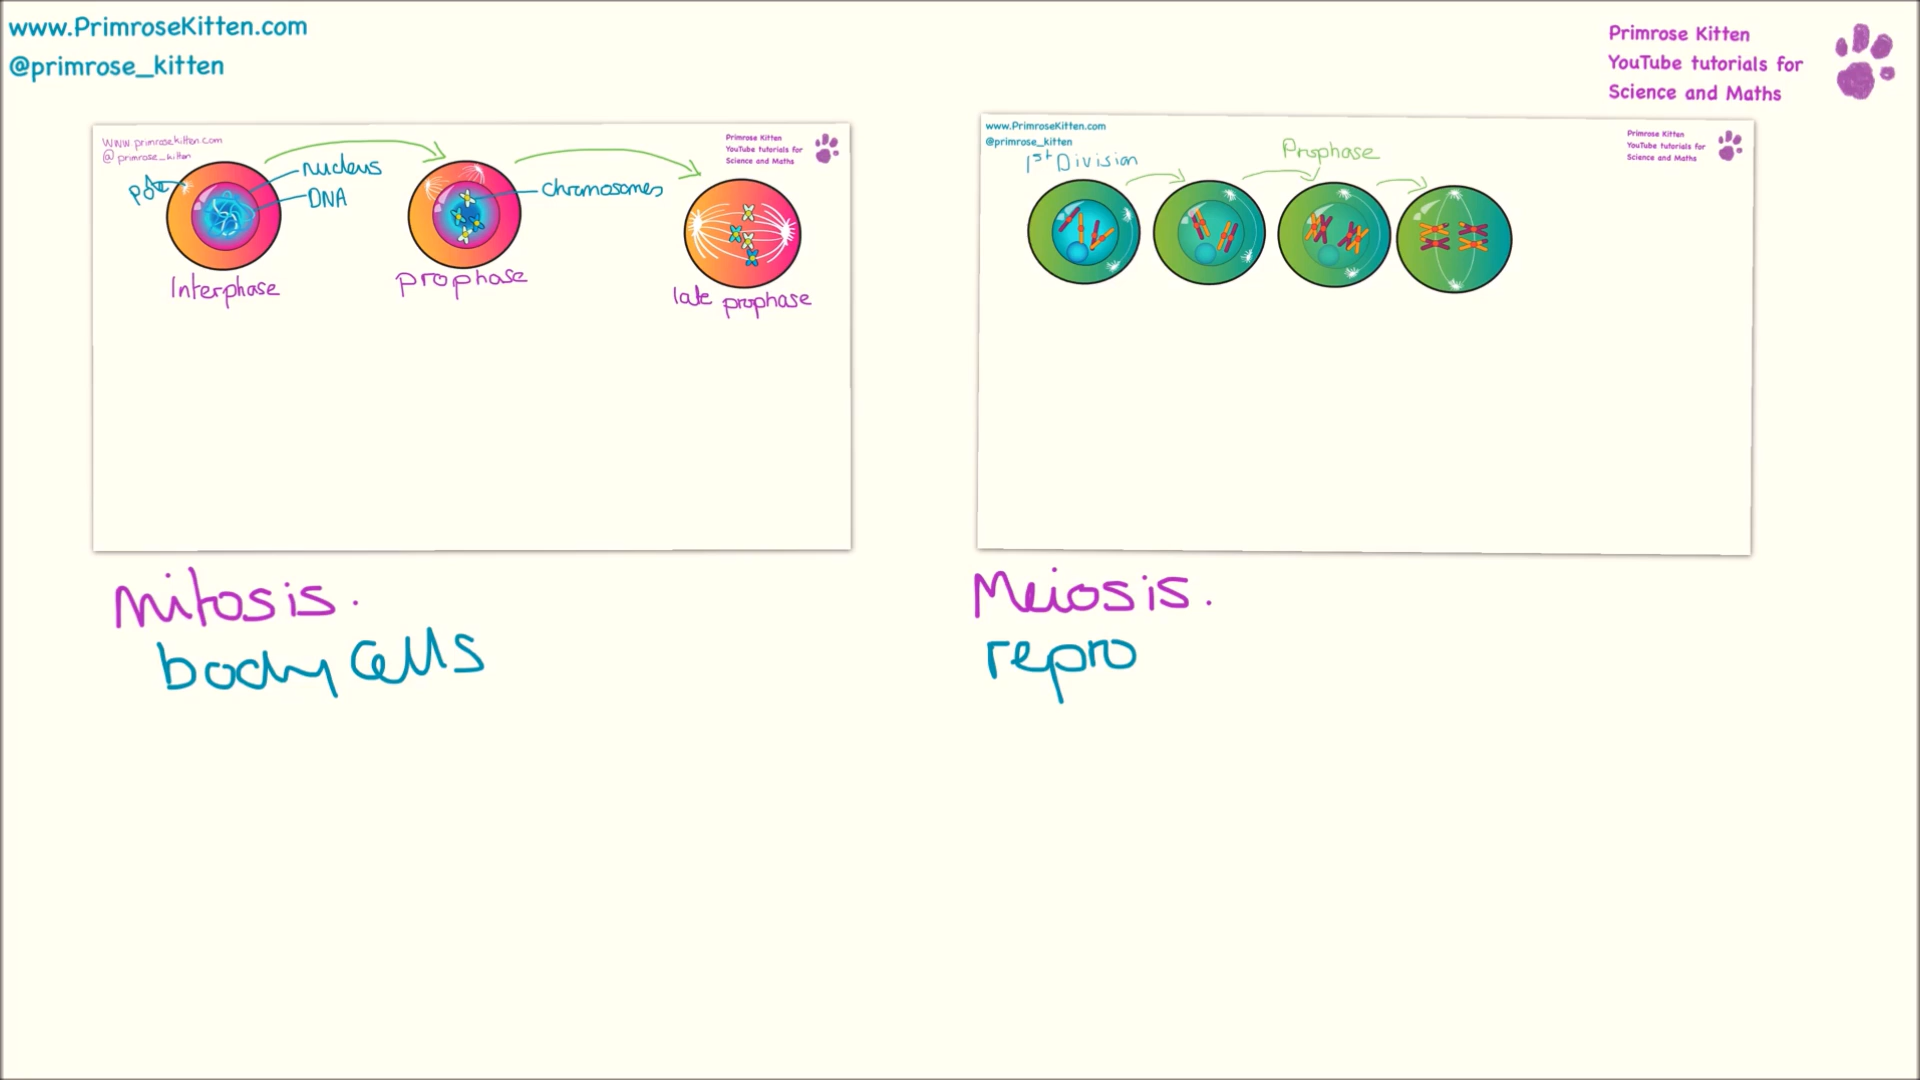 www.PrimroseKitten.com
@primrose_kitten
Primrose Kitten
YouTube tutorials for
Science and Maths
www.primrosekitten.com
@primrose_kitten
Primrose Kitten
YouTube tutorials for
Science and Maths
pole
nucleus
DNA
chromosomes
Interphase
prophase
late prophase
www.PrimroseKitten.com
@primrose_kitten
1st Division
Prophase
Primrose Kitten
YouTube tutorials for
Science and Maths
Mitosis.
body cells
Meiosis.
repro